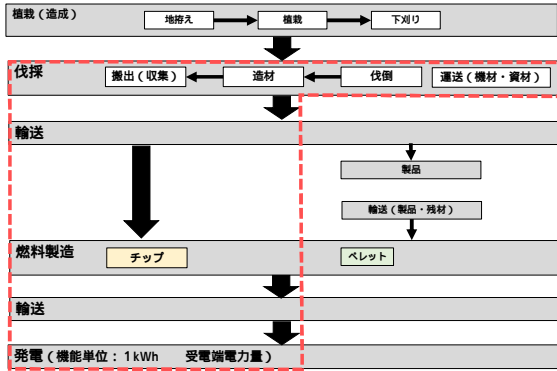 植栽（造成）
地拵え
植栽
下刈り
伐採
搬出（収集）
造材
伐倒
運送（機材・資材）
輸送
製品
輸送（製品・残材）
燃料製造
チップ
ペレット
輸送
発電（機能単位：１kWh　　受電端電力量）